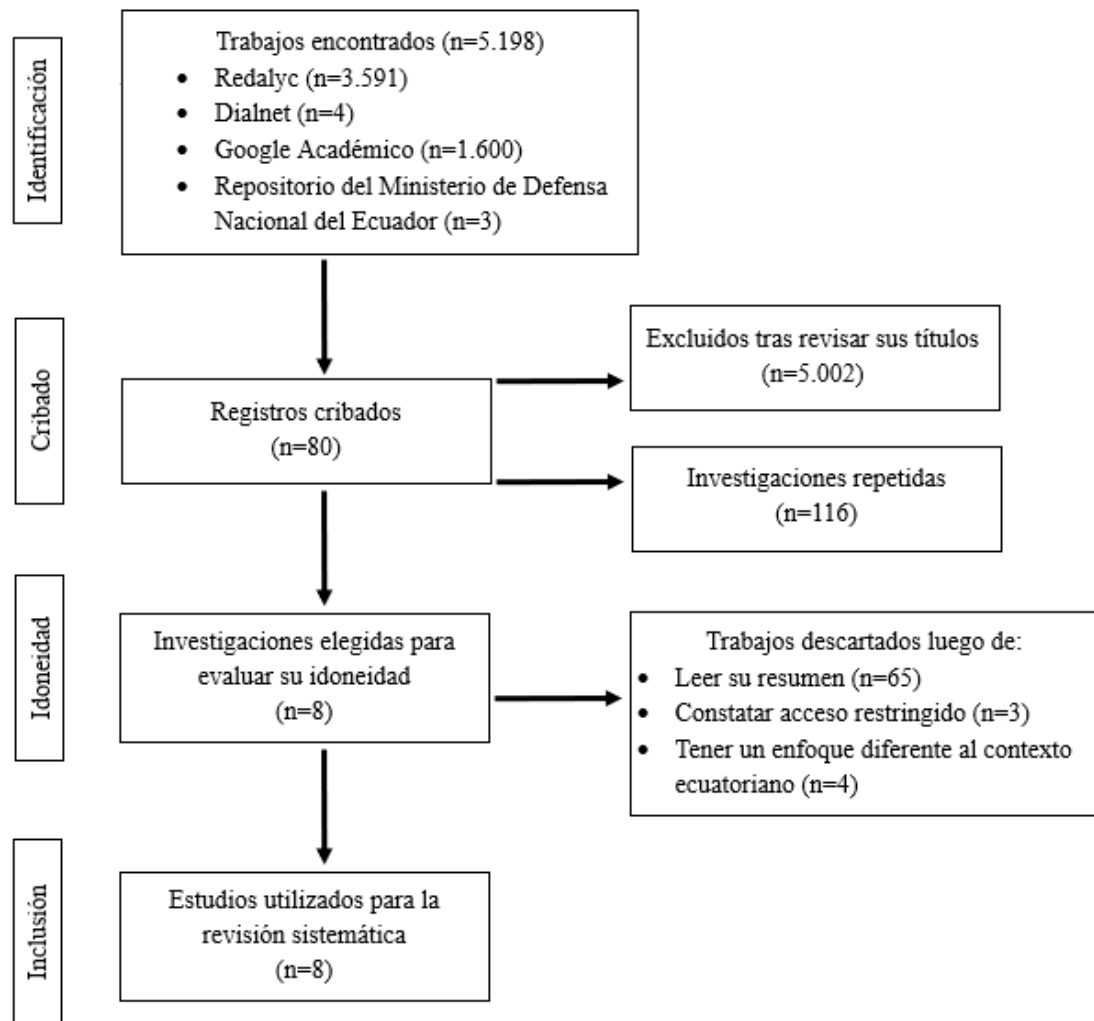 Identificación
Trabajos encontrados (n=5.198)
• Redalyc (n=3.591)
• Dialnet (n=4)
• Google Académico (n=1.600)
• Repositorio del Ministerio de Defensa
Nacional del Ecuador (n=3)
Cribado
Registros cribados
(n=80)
Excluidos tras revisar sus títulos
(n=5.002)
Investigaciones repetidas
(n=116)
Idoneidad
Investigaciones elegidas para
evaluar su idoneidad
(n=8)
Trabajos descartados luego de:
• Leer su resumen (n=65)
• Constatar acceso restringido (n=3)
• Tener un enfoque diferente al contexto
ecuatoriano (n=4)
Inclusión
Estudios utilizados para la
revisión sistemática
(n=8)